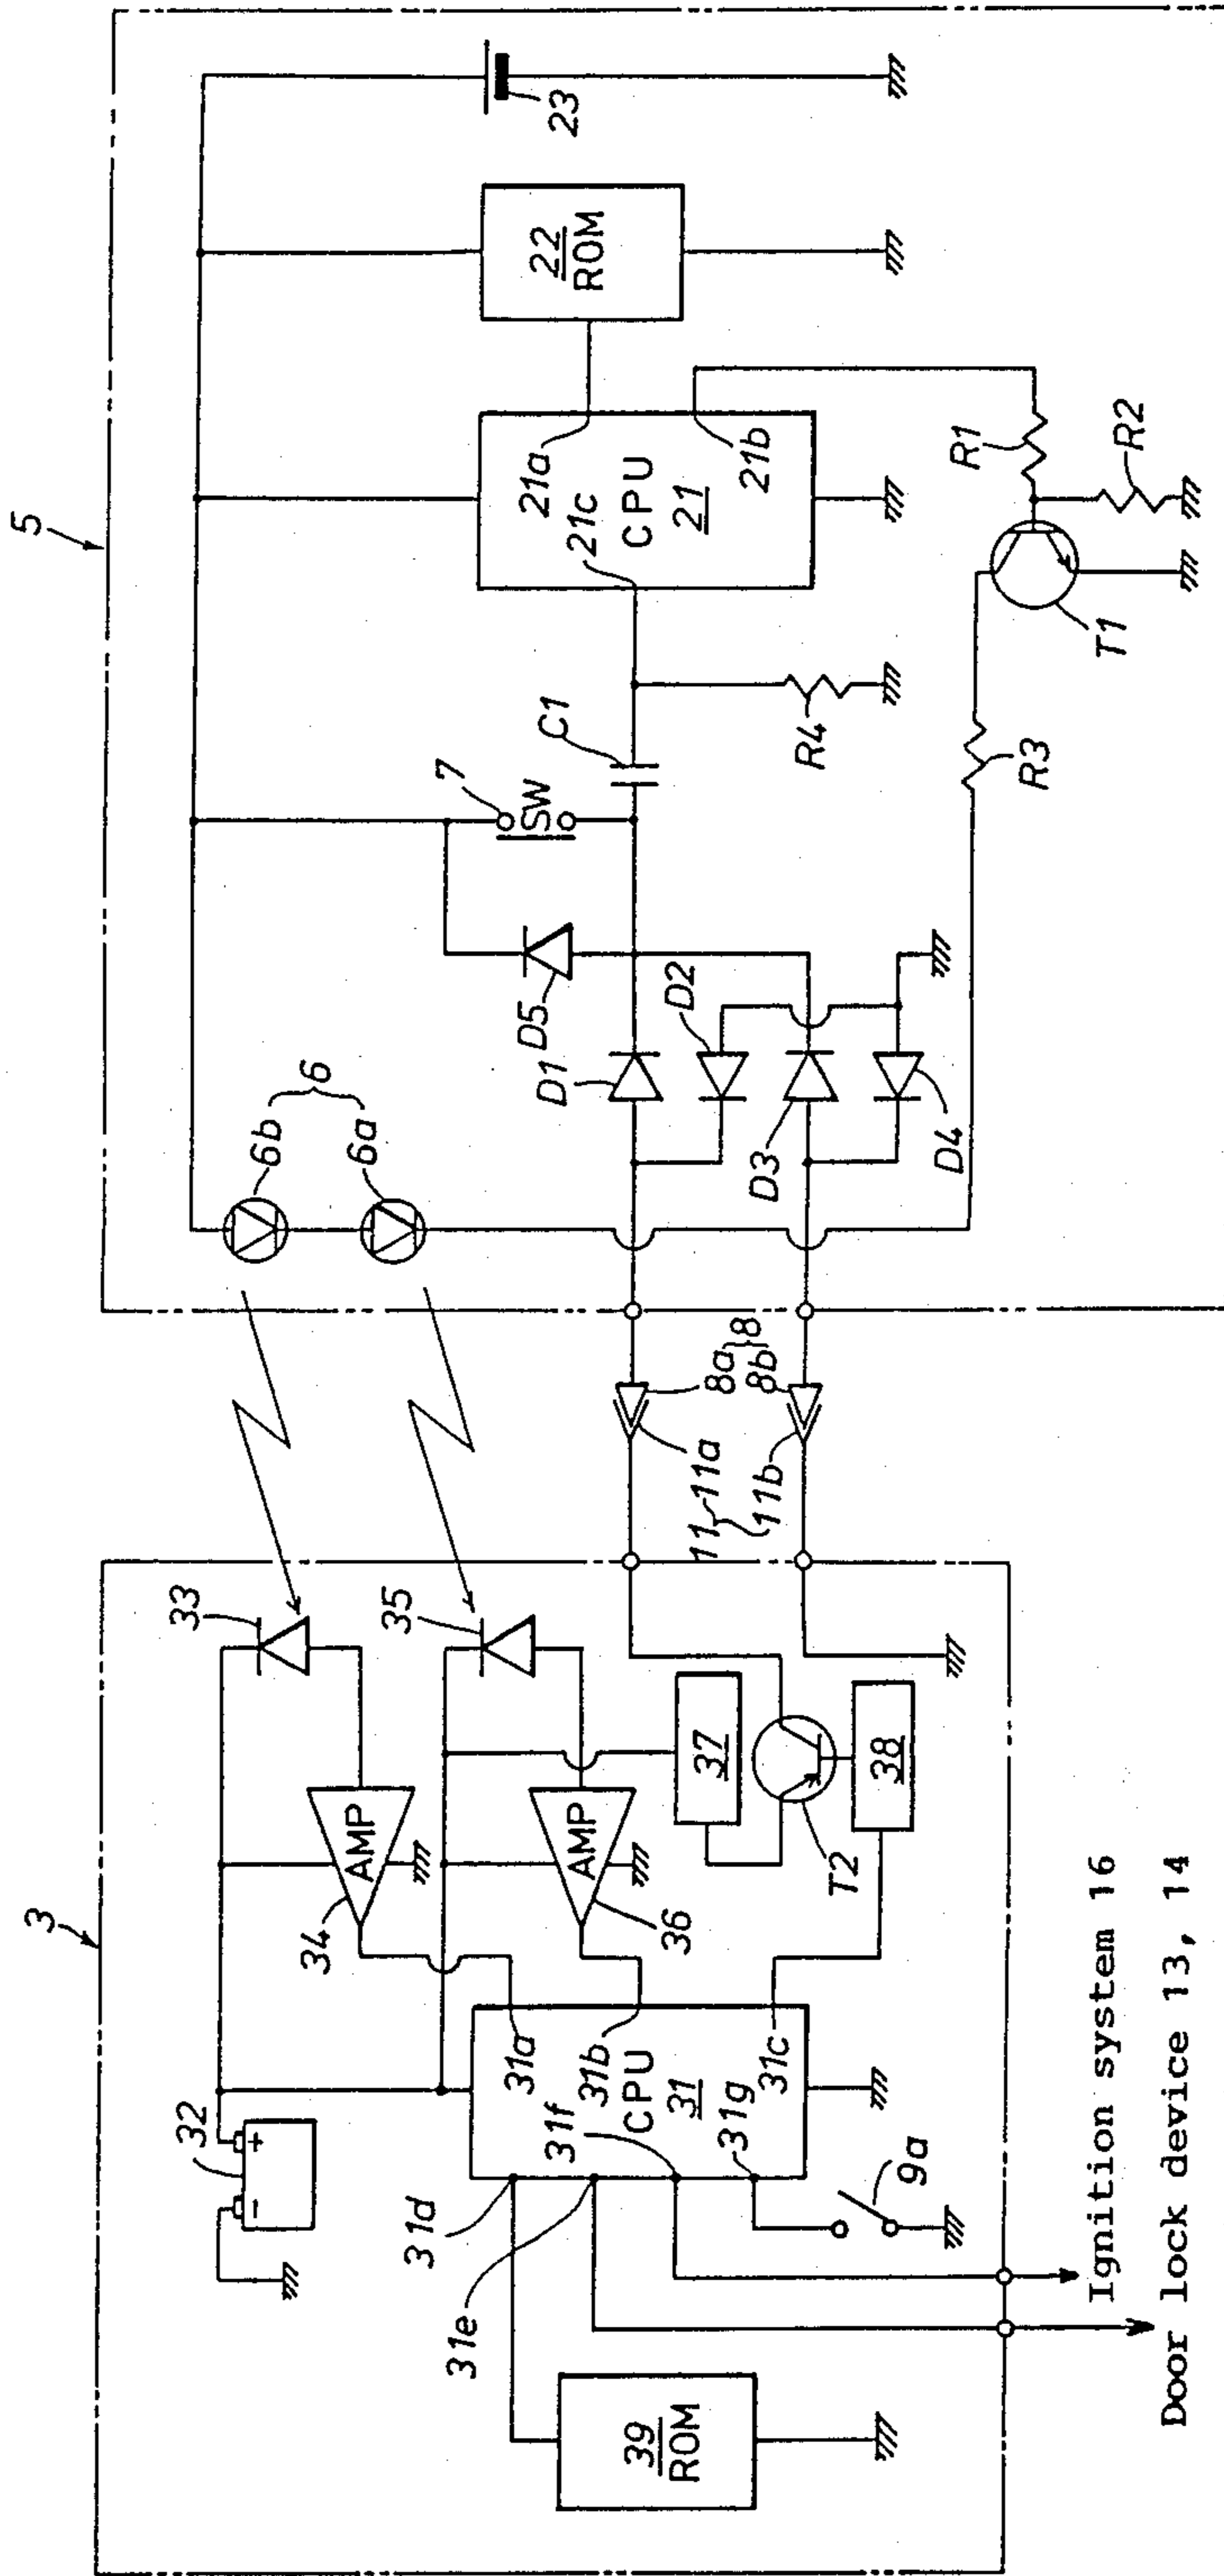 5
3
23
22
ROM
21a
21c
CPU
21
21b
R1
R2
T1
R3
R4
C1
7
SW
D5
D1
D2
D3
D4
6b
6a
6
8a
8b
8
11a
11
11b
33
35
34
AMP
36
AMP
37
38
T2
32
31a
31b
CPU
31
31c
31d
31e
31f
31g
9a
39
ROM
Ignition system 16
Door lock device 13, 14